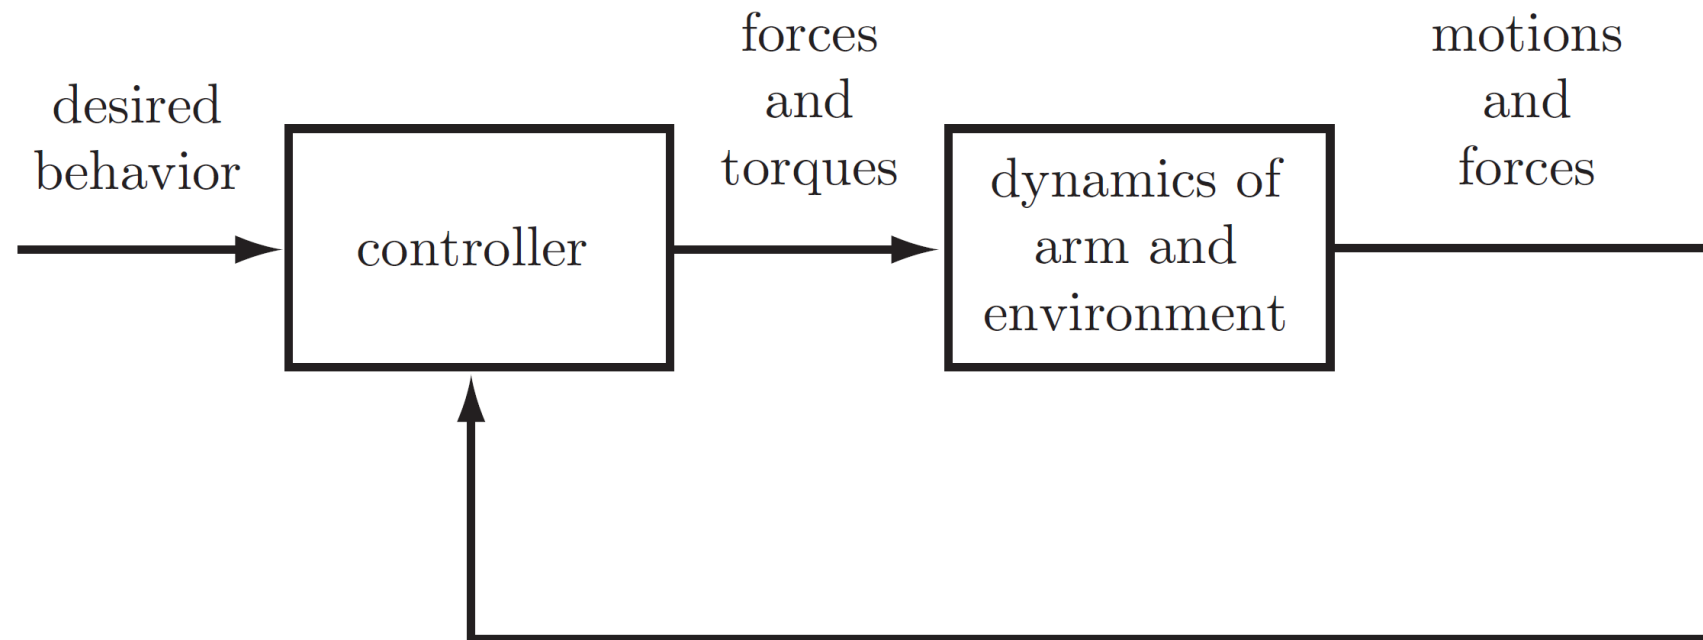 desired
behavior
controller
forces
and
torques
dynamics of
arm and
environment
motions
and
forces